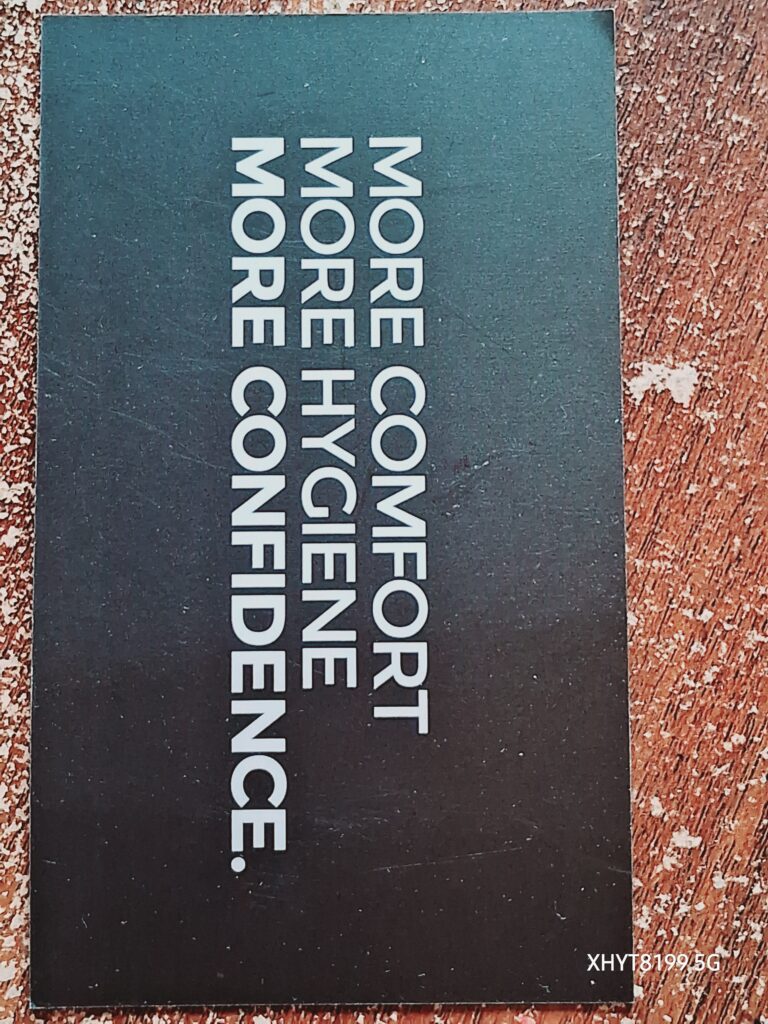 MORE COMFORT
MORE HYGIENE
MORE CONFIDENCE.
XHYT8199.5G